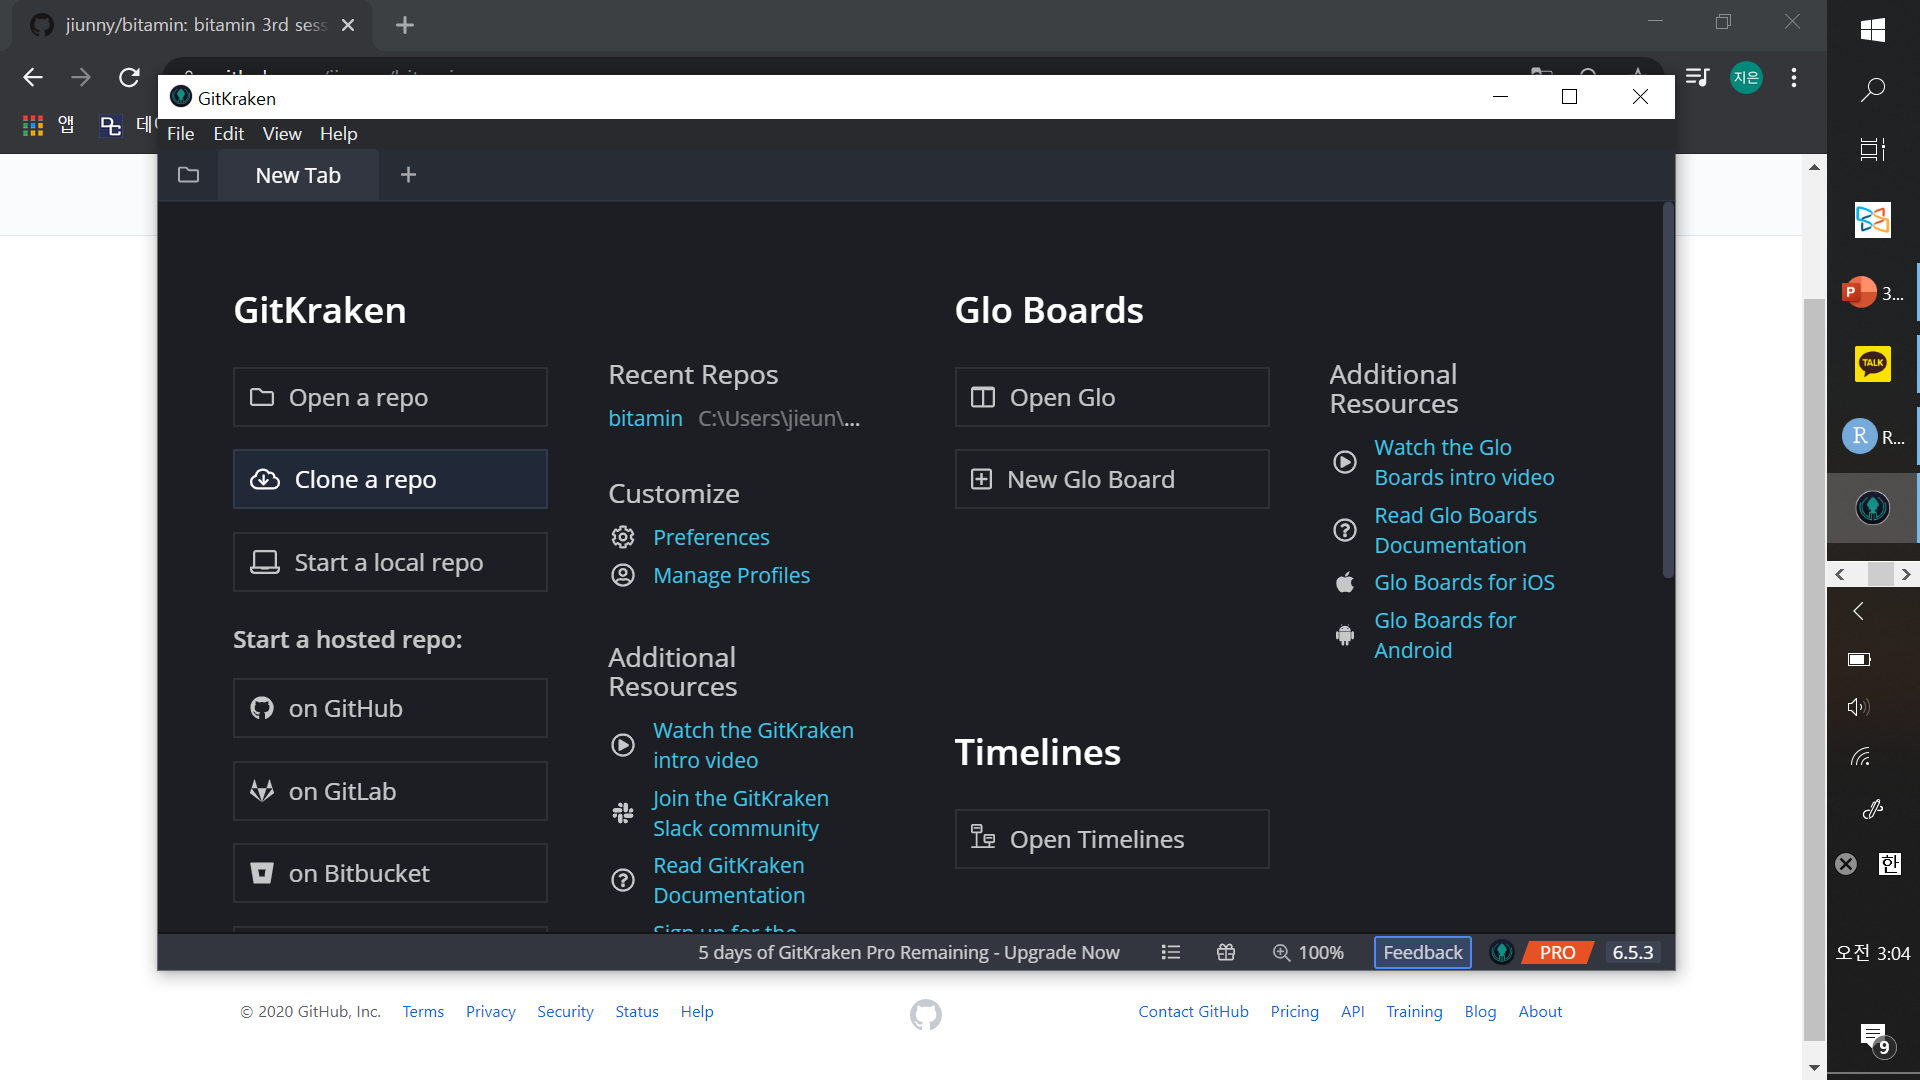 jiunny/bitamin: bitamin 3rd sess
지은
앱
GitKraken
File Edit View Help
New Tab
GitKraken
Open a repo
Clone a repo
Start a local repo
Start a hosted repo:
on GitHub
on GitLab
on Bitbucket
Recent Repos
bitamin C:\Users\jieun\...
Customize
Preferences
Manage Profiles
Additional
Resources
Watch the GitKraken
intro video
Join the GitKraken
Slack community
Read GitKraken
Documentation
Sign up for the
Glo Boards
Open Glo
New Glo Board
Additional
Resources
Watch the Glo
Boards intro video
Read Glo Boards
Documentation
Glo Boards for iOS
Glo Boards for
Android
Timelines
Open Timelines
5 days of GitKraken Pro Remaining - Upgrade Now 100% Feedback PRO 6.5.3
© 2020 GitHub, Inc. Terms Privacy Security Status Help Contact GitHub Pricing API Training Blog About
P 3...
TALK
R R...
한
오전 3:04
9